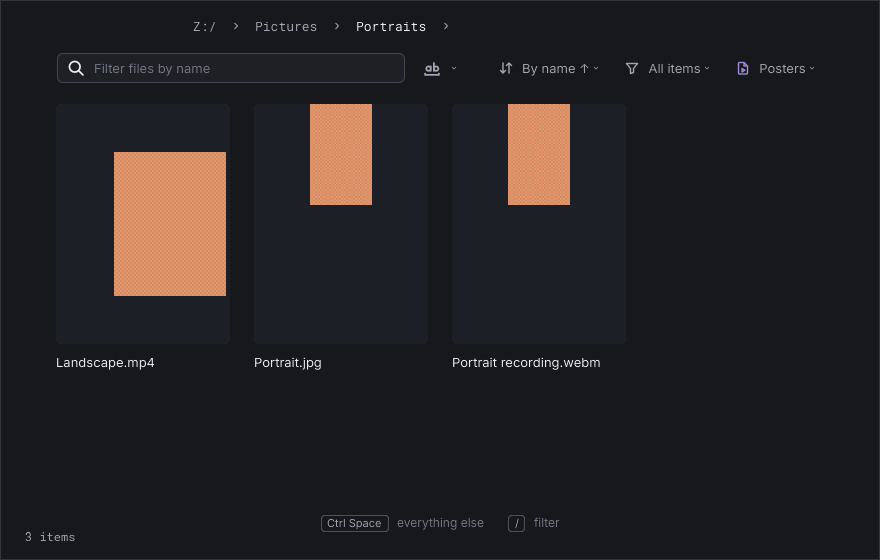 Z:/ › Pictures › Portraits ›
Filter files by name
ab
By name ↑
All items
Posters
Landscape.mp4
Portrait.jpg
Portrait recording.webm
Ctrl Space everything else / filter
3 items